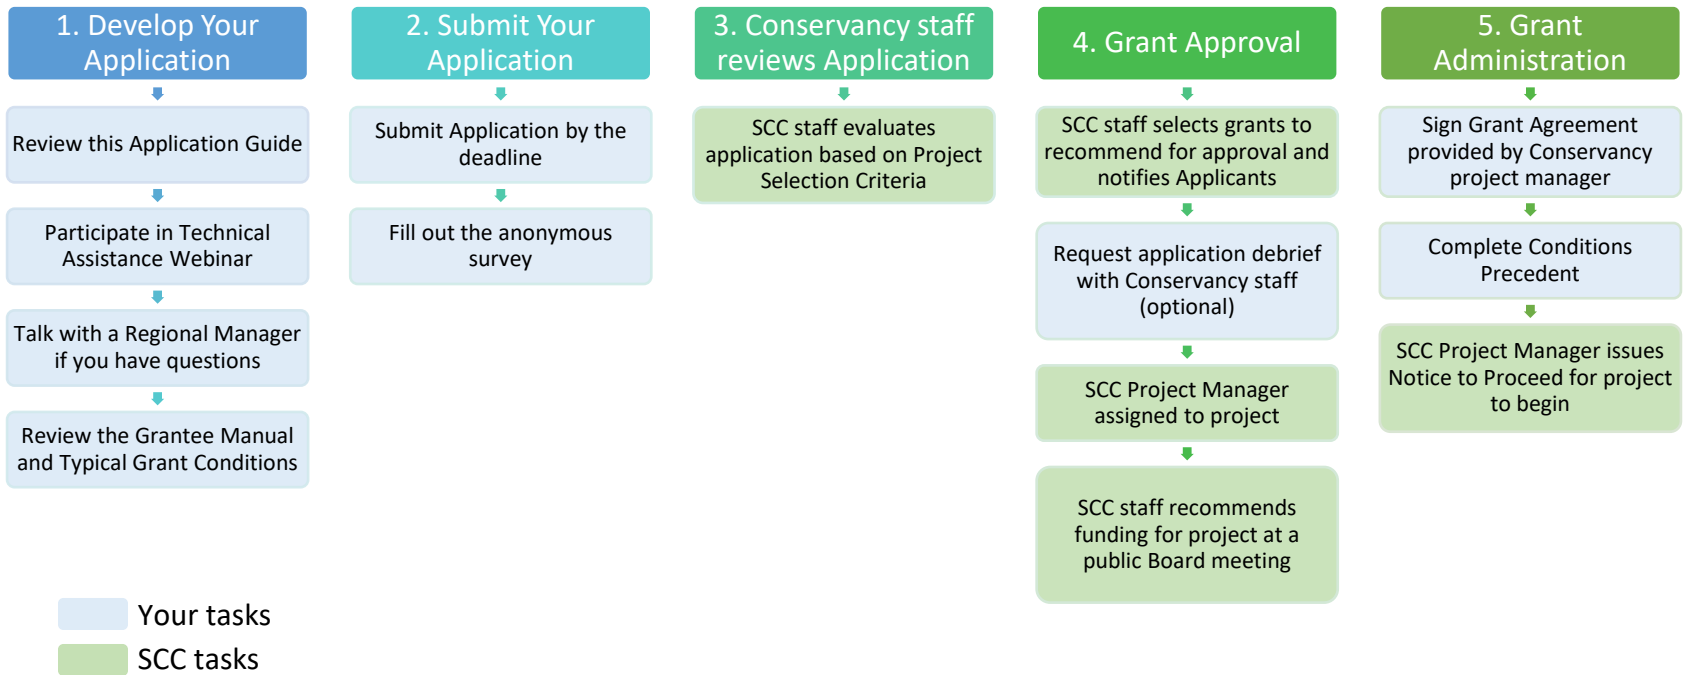 1. Develop Your
Application
Review this Application Guide
Participate in Technical
Assistance Webinar
Talk with a Regional Manager
if you have questions
Review the Grantee Manual
and Typical Grant Conditions
2. Submit Your
Application
Submit Application by the
deadline
Fill out the anonymous
survey
3. Conservancy staff
reviews Application
SCC staff evaluates
application based on Project
Selection Criteria
4. Grant Approval
SCC staff selects grants to
recommend for approval and
notifies Applicants
Request application debrief
with Conservancy staff
(optional)
SCC Project Manager
assigned to project
SCC staff recommends
funding for project at a
public Board meeting
5. Grant
Administration
Sign Grant Agreement
provided by Conservancy
project manager
Complete Conditions
Precedent
SCC Project Manager issues
Notice to Proceed for project
to begin
Your tasks
SCC tasks